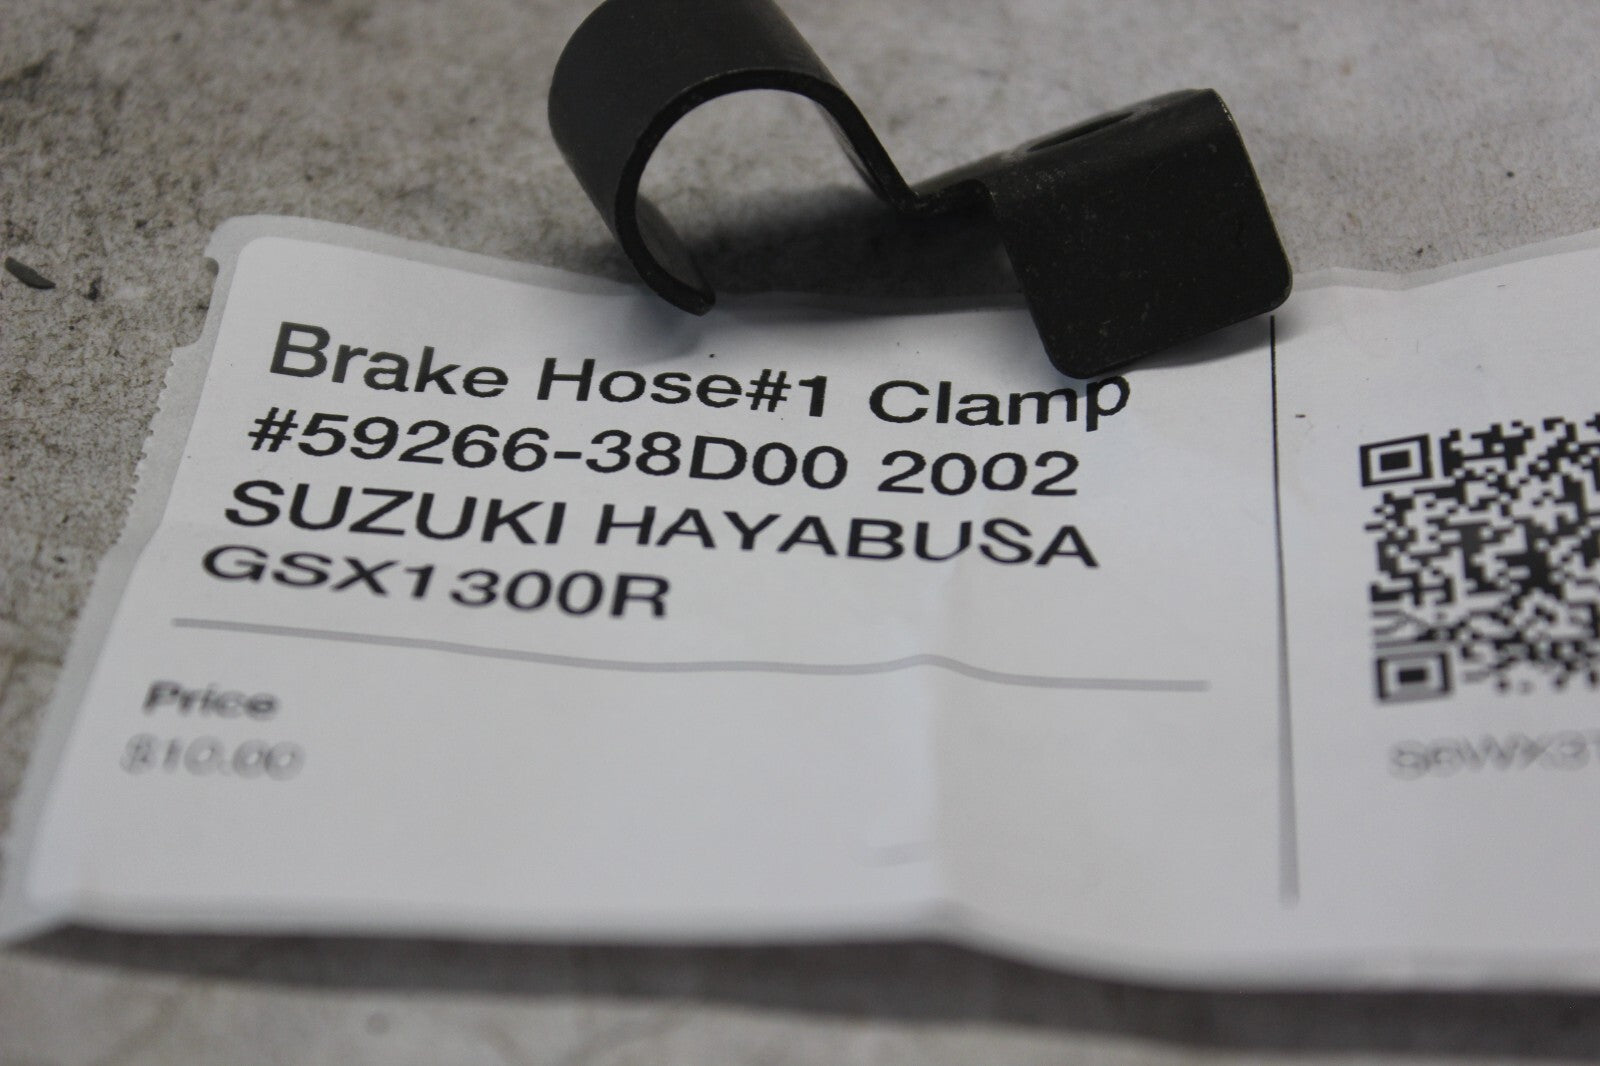 Brake Hose#1 Clamp
#59266-38D00 2002
SUZUKI HAYABUSA
GSX1300R
Price
$10.00